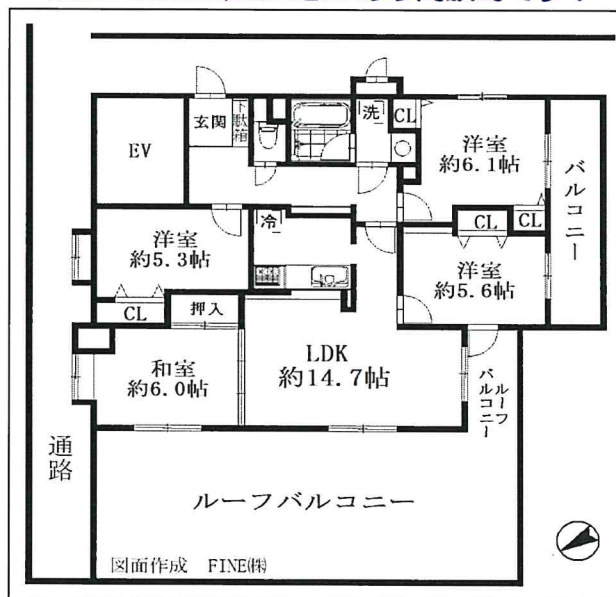 玄関
下駄箱
洗
CL
EV
洋室
約6.1帖
バルコニー
CL
CL
冷
洋室
約5.3帖
洋室
約5.6帖
CL
押入
LDK
約14.7帖
和室
約6.0帖
ルーフ
バルコニー
通路
ルーフバルコニー
図面作成 FINE㈱